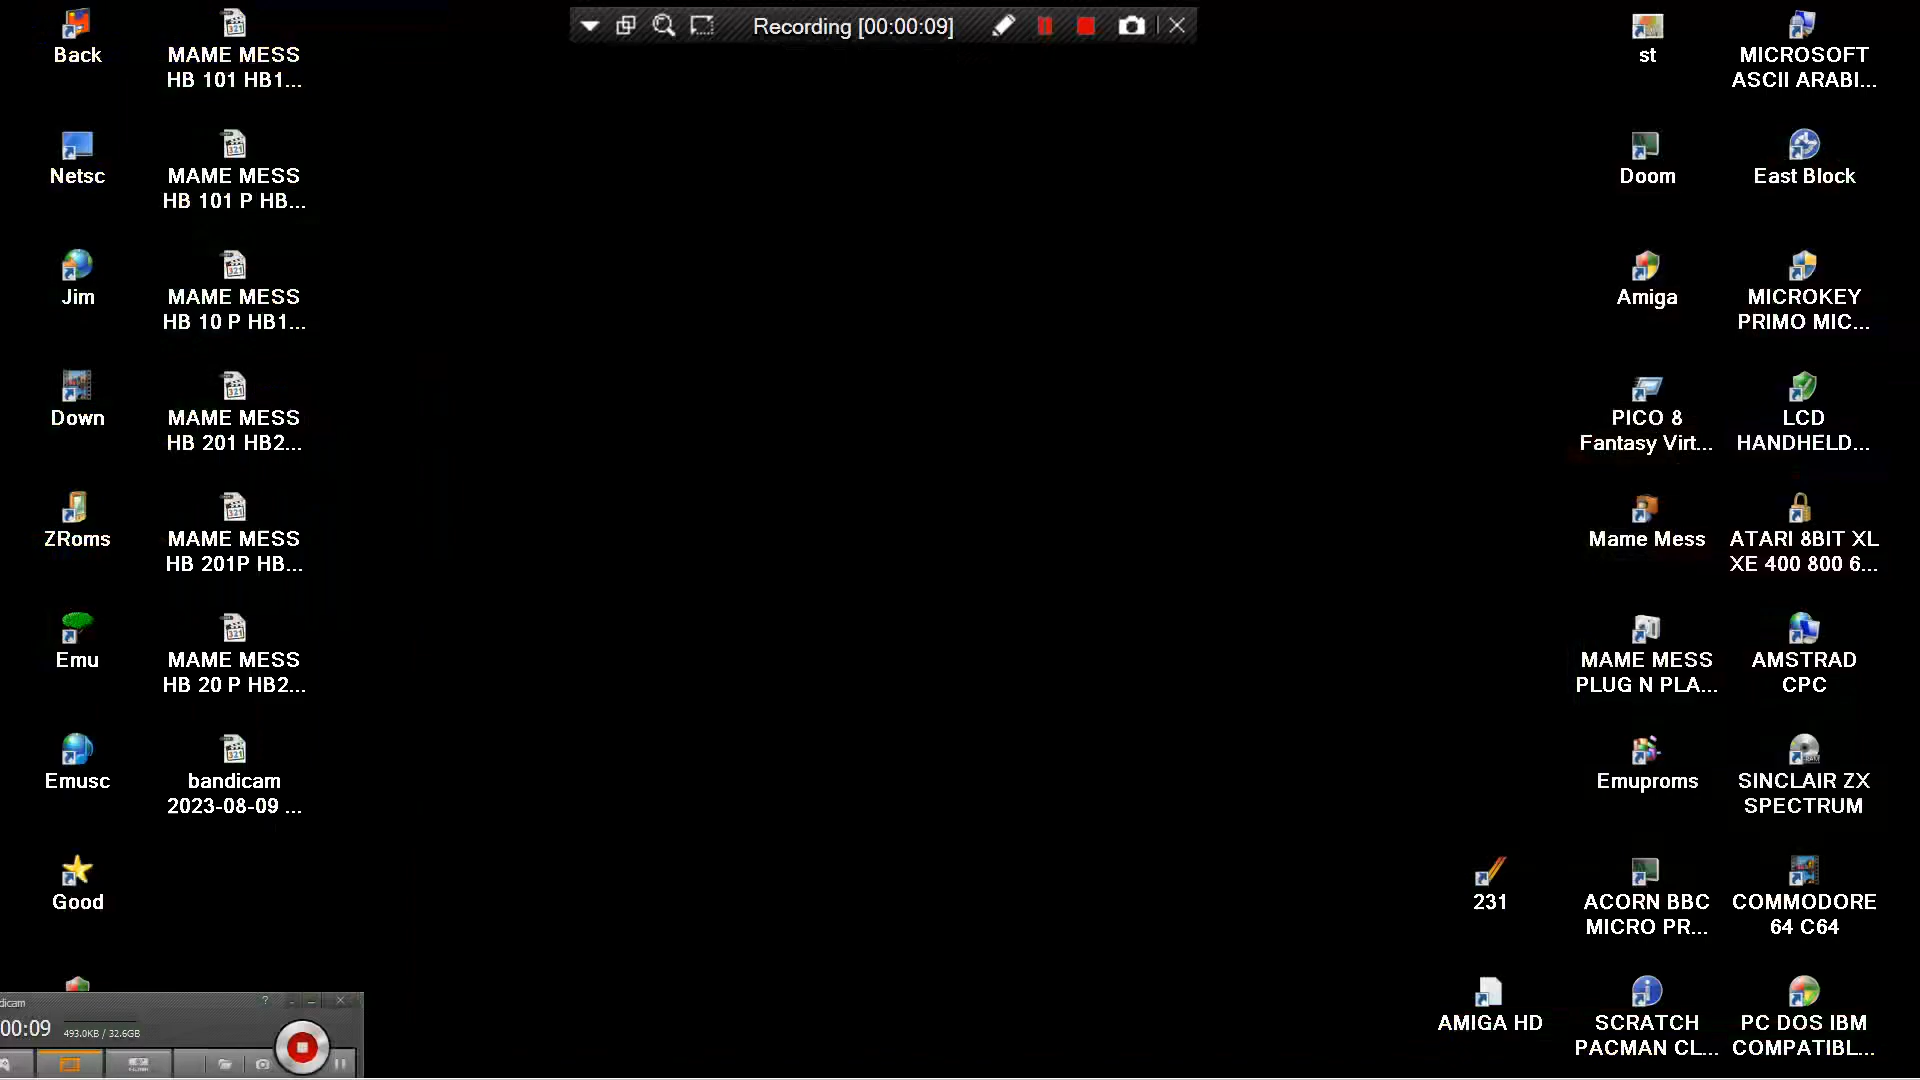 Recording [00:00:09]
Back
MAME MESS
HB 101 HB1...
Netsc
MAME MESS
HB 101 P HB...
Jim
MAME MESS
HB 10 P HB1...
Down
MAME MESS
HB 201 HB2...
ZRoms
MAME MESS
HB 201P HB...
Emu
MAME MESS
HB 20 P HB2...
Emusc
bandicam
2023-08-09 ...
Good
st
MICROSOFT
ASCII ARABI...
Doom
East Block
Amiga
MICROKEY
PRIMO MIC...
PICO 8
Fantasy Virt...
LCD
HANDHELD...
Mame Mess
ATARI 8BIT XL
XE 400 800 6...
MAME MESS
PLUG N PLA...
AMSTRAD
CPC
Emuproms
SINCLAIR ZX
SPECTRUM
231
ACORN BBC
MICRO PR...
COMMODORE
64 C64
AMIGA HD
SCRATCH
PACMAN CL...
PC DOS IBM
COMPATIBL...
dicam
00:09
493.0KB / 32.6GB